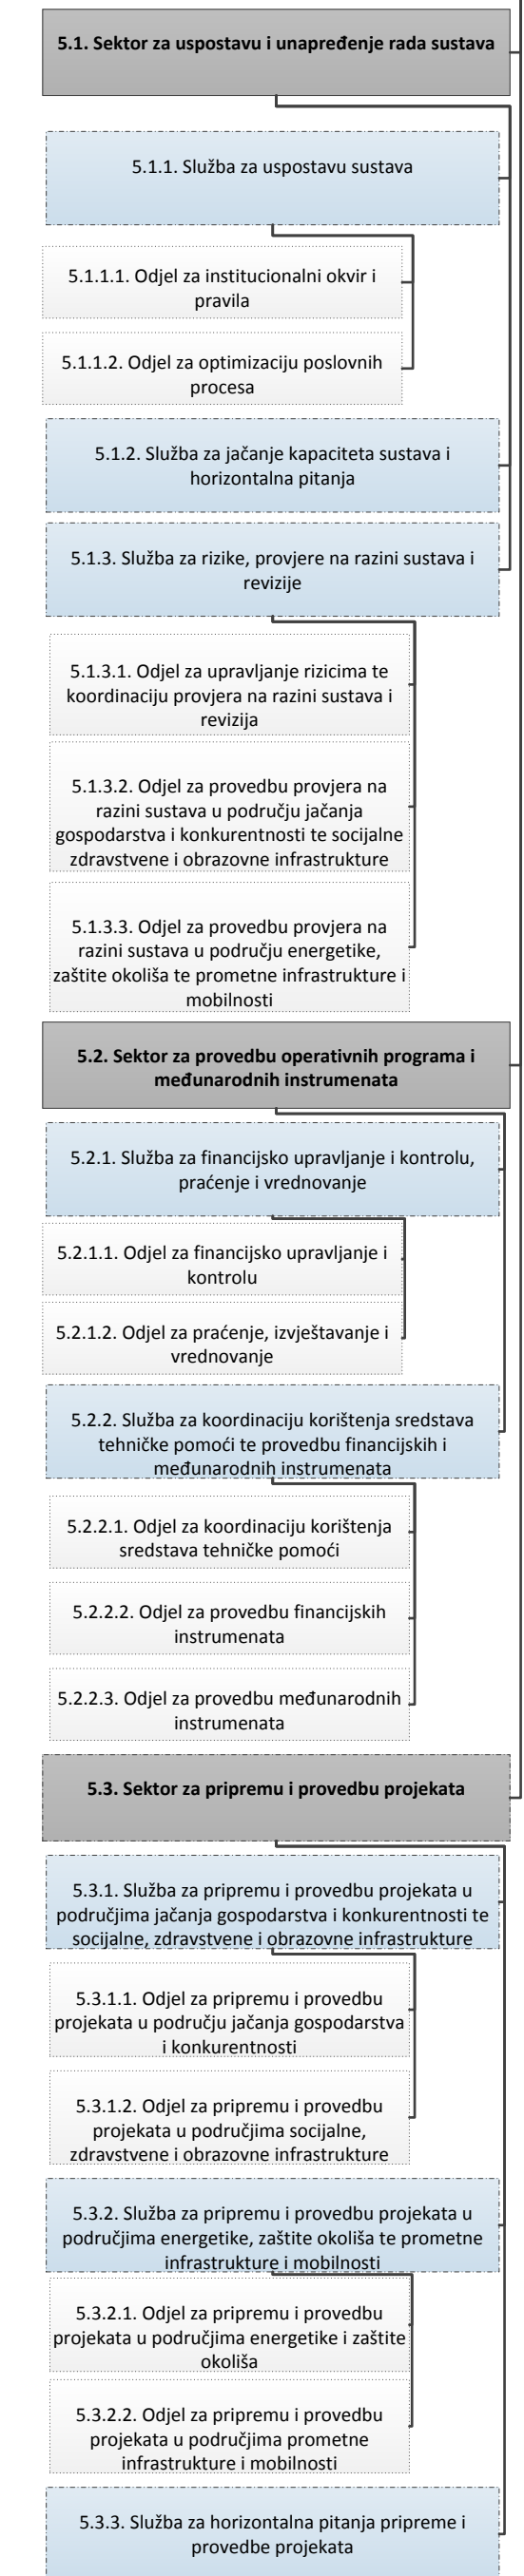 5.1. Sektor za uspostavu i unapređenje rada sustava
5.1.1. Služba za uspostavu sustava
5.1.1.1. Odjel za institucionalni okvir i
pravila
5.1.1.2. Odjel za optimizaciju poslovnih
procesa
5.1.2. Služba za jačanje kapaciteta sustava i
horizontalna pitanja
5.1.3. Služba za rizike, provjere na razini sustava i
revizije
5.1.3.1. Odjel za upravljanje rizicima te
koordinaciju provjera na razini sustava i
revizija
5.1.3.2. Odjel za provedbu provjera na
razini sustava u području jačanja
gospodarstva i konkurentnosti te socijalne
zdravstvene i obrazovne infrastrukture
5.1.3.3. Odjel za provedbu provjera na
razini sustava u području energetike,
zaštite okoliša te prometne infrastrukture i
mobilnosti
5.2. Sektor za provedbu operativnih programa i
međunarodnih instrumenata
5.2.1. Služba za financijsko upravljanje i kontrolu,
praćenje i vrednovanje
5.2.1.1. Odjel za financijsko upravljanje i
kontrolu
5.2.1.2. Odjel za praćenje, izvještavanje i
vrednovanje
5.2.2. Služba za koordinaciju korištenja sredstava
tehničke pomoći te provedbu financijskih i
međunarodnih instrumenata
5.2.2.1. Odjel za koordinaciju korištenja
sredstava tehničke pomoći
5.2.2.2. Odjel za provedbu financijskih
instrumenata
5.2.2.3. Odjel za provedbu međunarodnih
instrumenata
5.3. Sektor za pripremu i provedbu projekata
5.3.1. Služba za pripremu i provedbu projekata u
područjima jačanja gospodarstva i konkurentnosti te
socijalne, zdravstvene i obrazovne infrastrukture
5.3.1.1. Odjel za pripremu i provedbu
projekata u području jačanja gospodarstva
i konkurentnosti
5.3.1.2. Odjel za pripremu i provedbu
projekata u područjima socijalne,
zdravstvene i obrazovne infrastrukture
5.3.2. Služba za pripremu i provedbu projekata u
područjima energetike, zaštite okoliša te prometne
infrastrukture i mobilnosti
5.3.2.1. Odjel za pripremu i provedbu
projekata u područjima energetike i zaštite
okoliša
5.3.2.2. Odjel za pripremu i provedbu
projekata u područjima prometne
infrastrukture i mobilnosti
5.3.3. Služba za horizontalna pitanja pripreme i
provedbe projekata